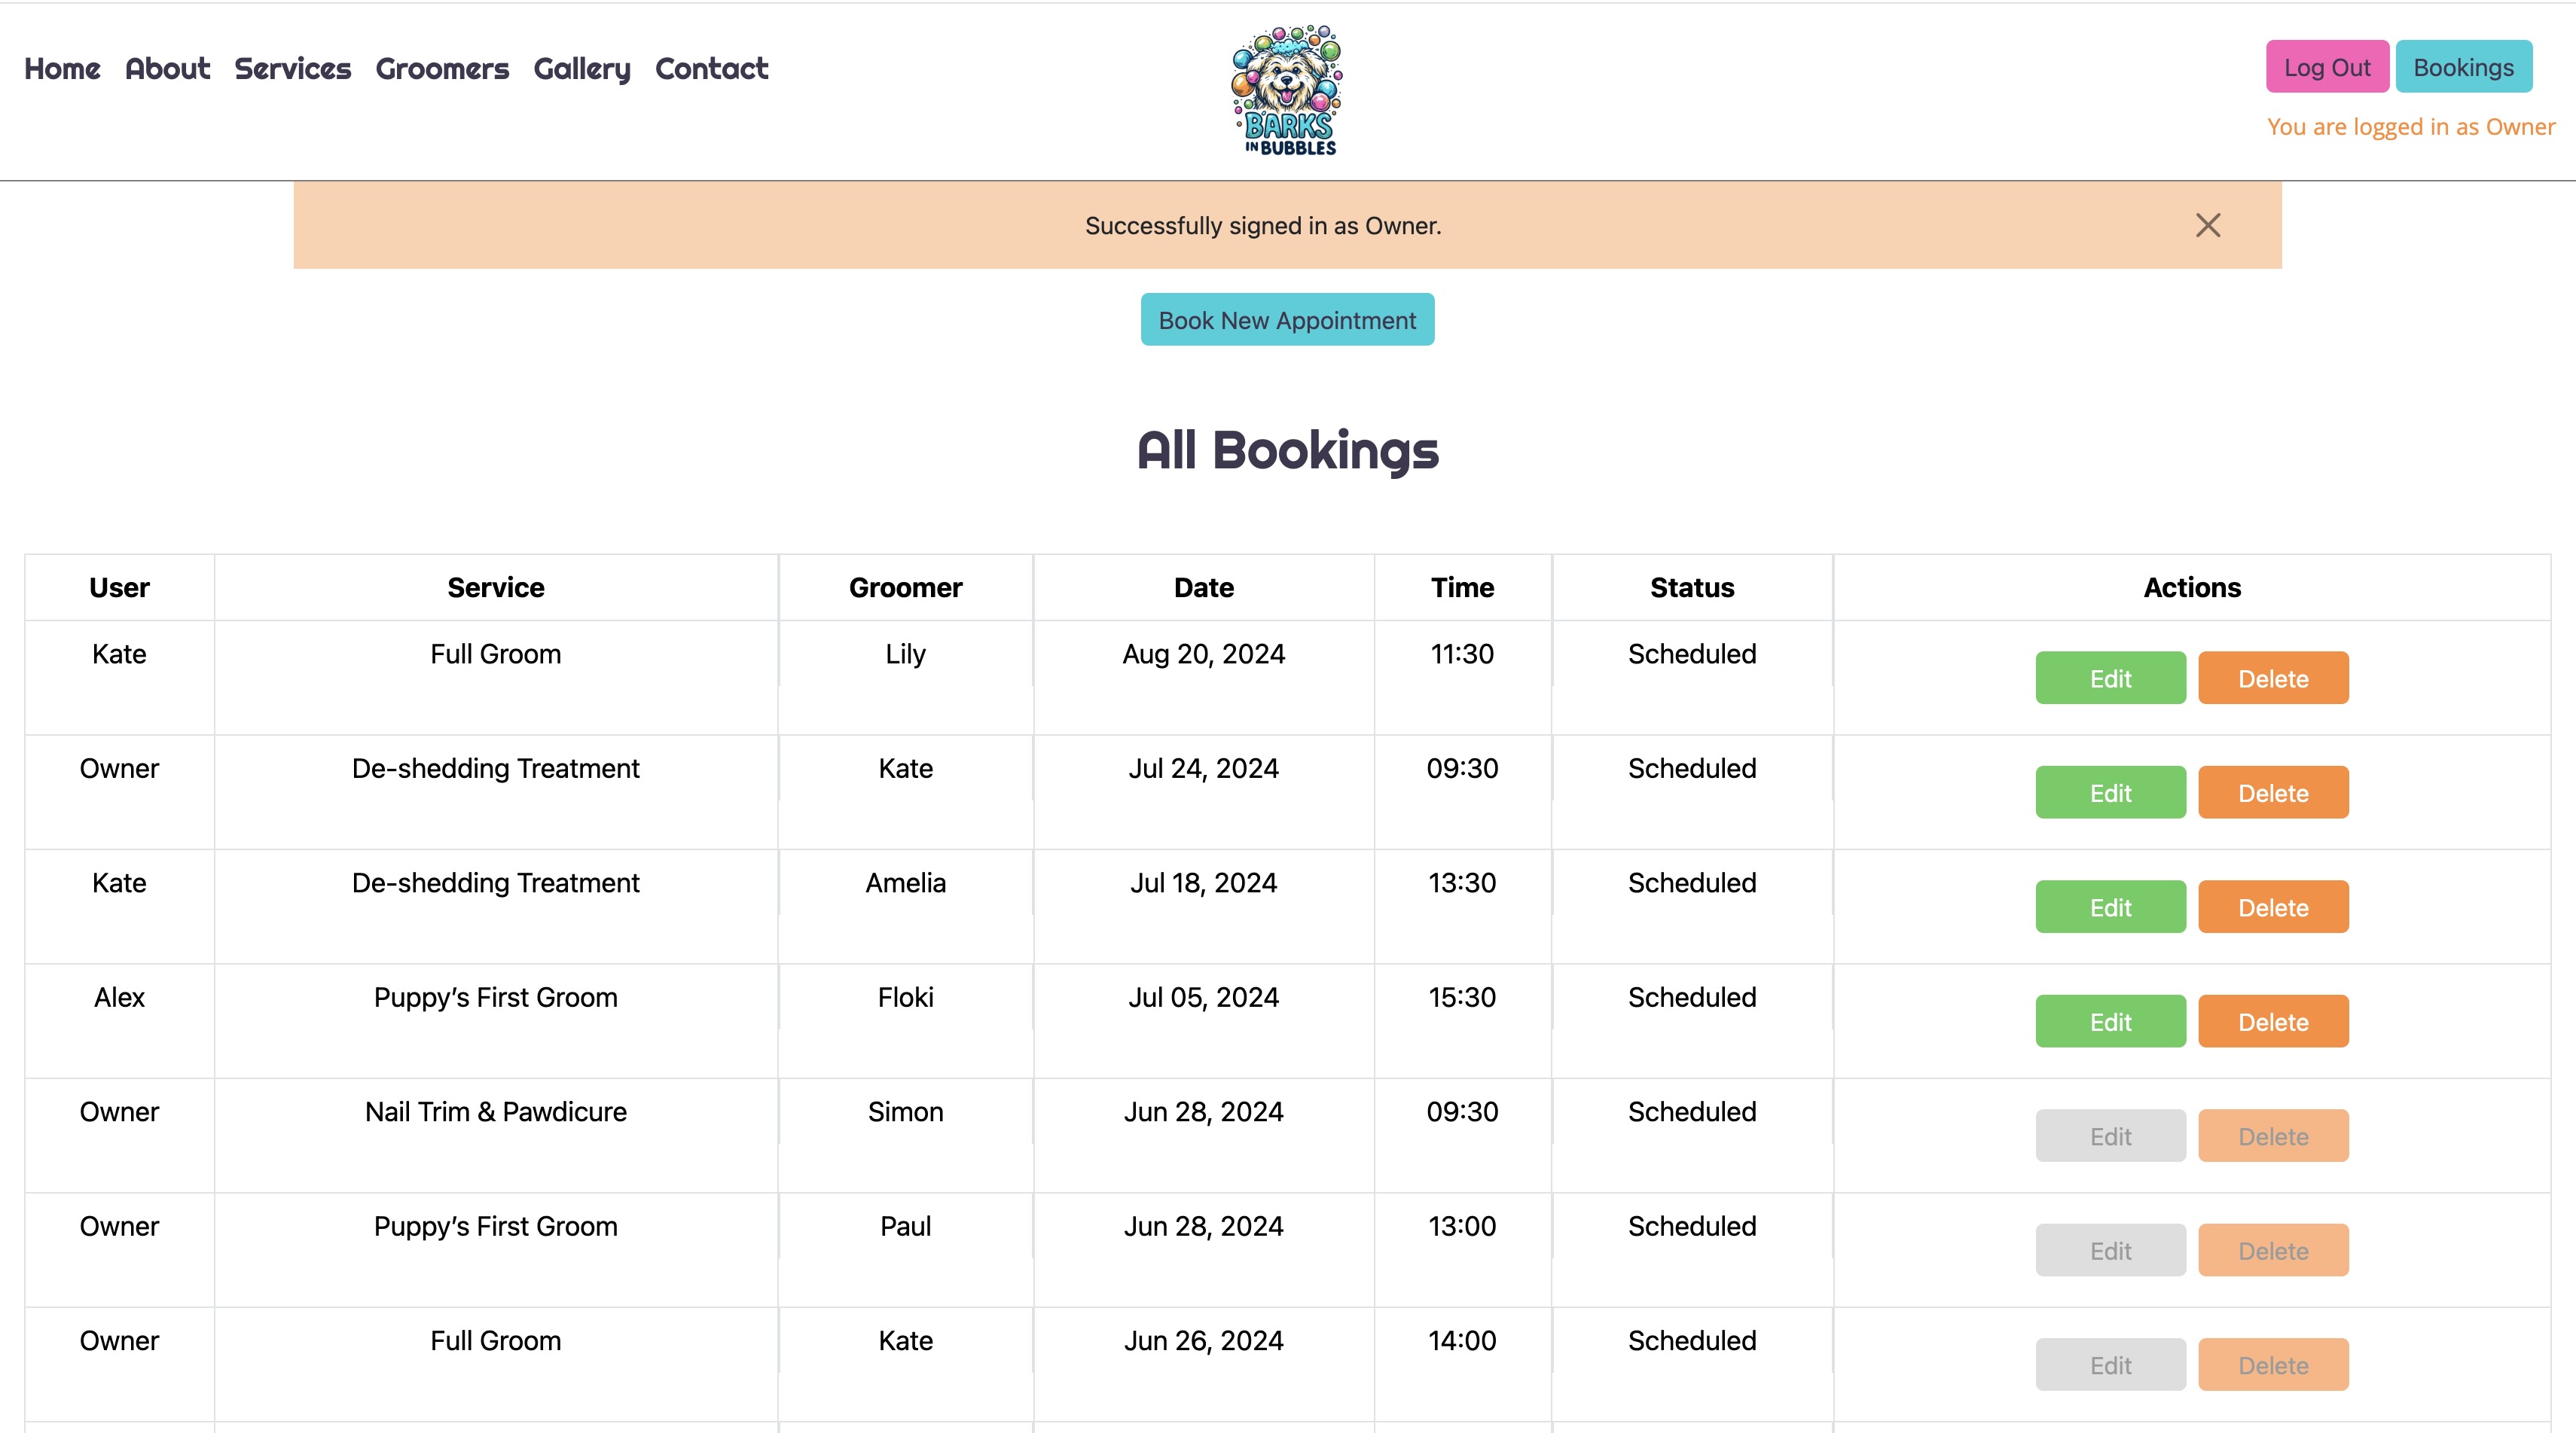 Home About Services Groomers Gallery Contact
BARKS
IN BUBBLES
Log Out Bookings
You are logged in as Owner
Successfully signed in as Owner.
Book New Appointment
All Bookings
User Service Groomer Date Time Status Actions
Kate Full Groom Lily Aug 20, 2024 11:30 Scheduled Edit Delete
Owner De-shedding Treatment Kate Jul 24, 2024 09:30 Scheduled Edit Delete
Kate De-shedding Treatment Amelia Jul 18, 2024 13:30 Scheduled Edit Delete
Alex Puppy’s First Groom Floki Jul 05, 2024 15:30 Scheduled Edit Delete
Owner Nail Trim & Pawdicure Simon Jun 28, 2024 09:30 Scheduled Edit Delete
Owner Puppy’s First Groom Paul Jun 28, 2024 13:00 Scheduled Edit Delete
Owner Full Groom Kate Jun 26, 2024 14:00 Scheduled Edit Delete